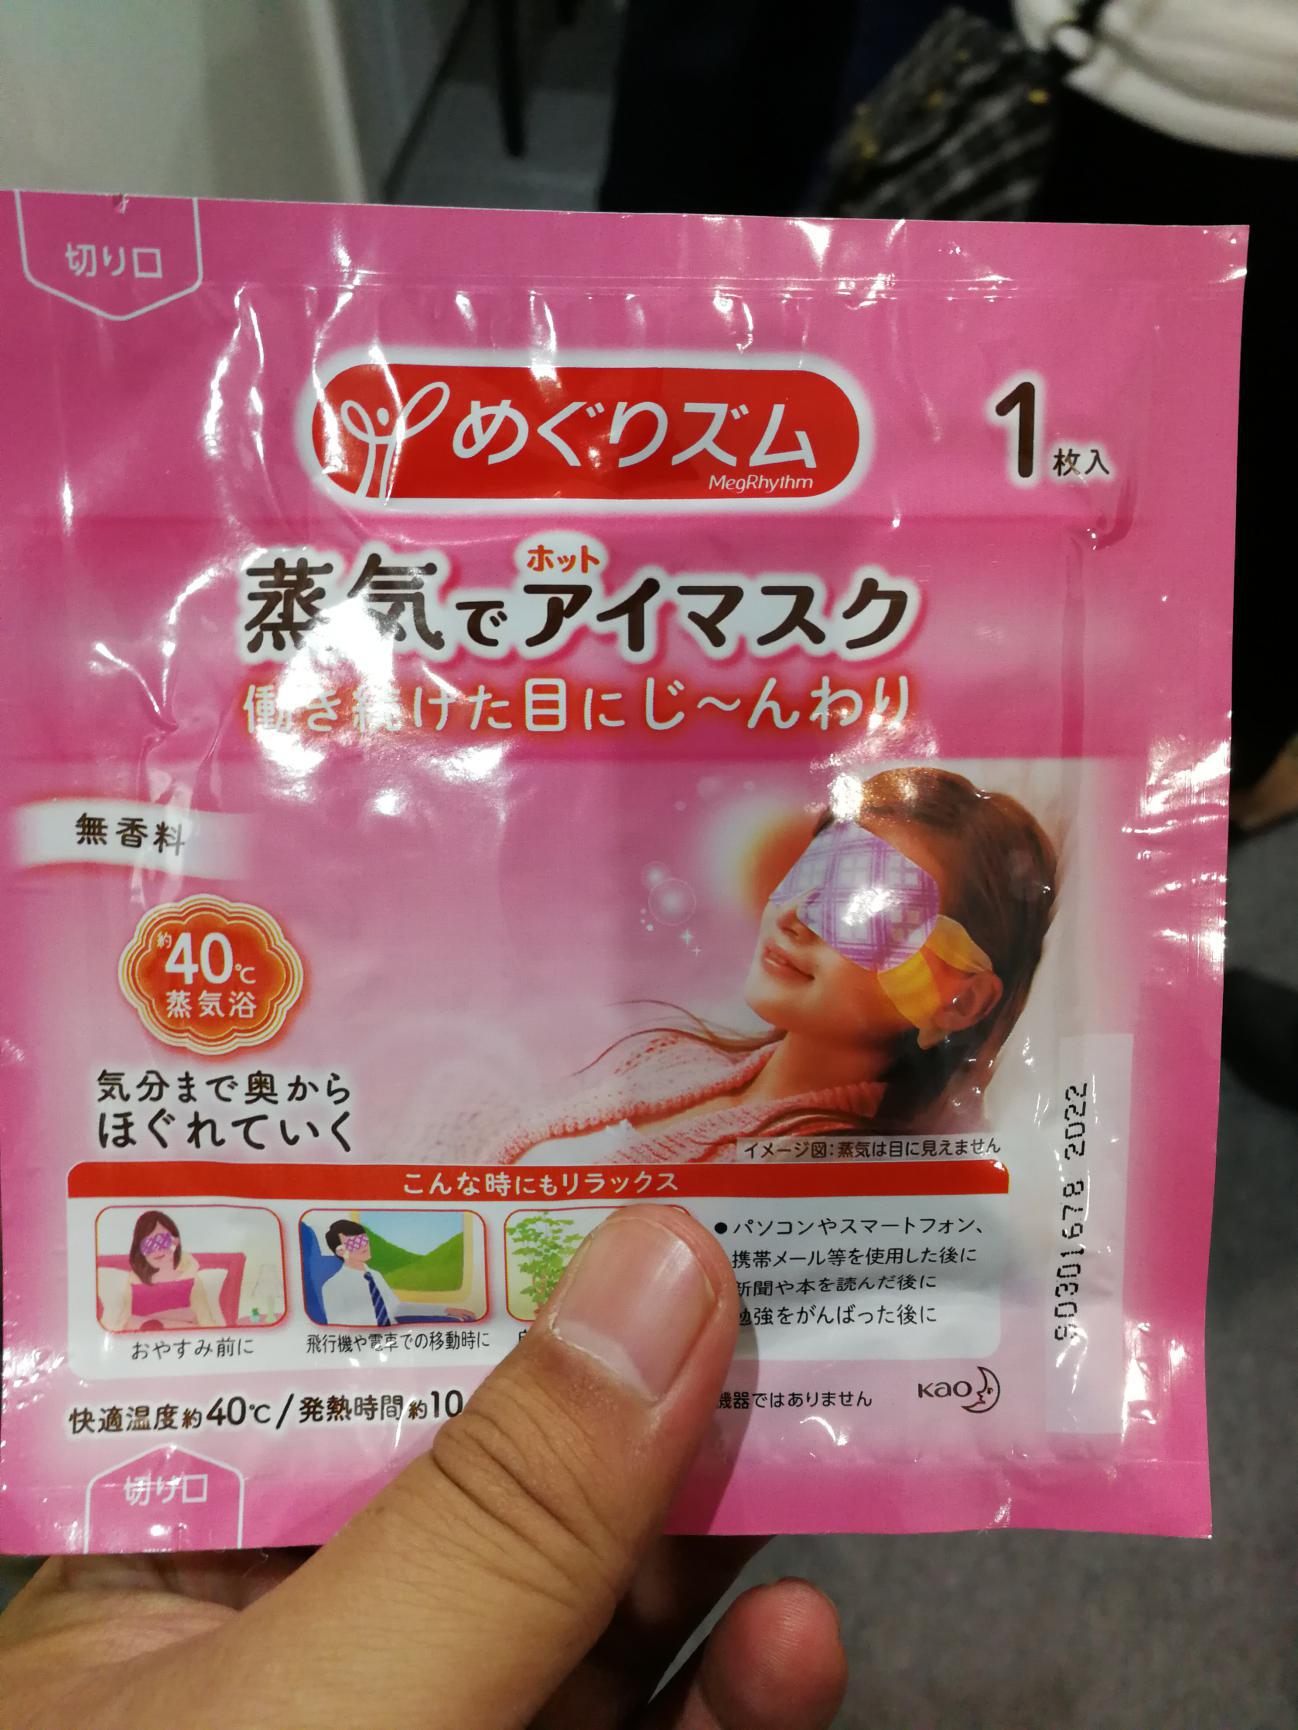 切り口
めぐりズム
MegRhythm
1枚入
ホット
蒸気でアイマスク
働き続けた目にじ〜んわり
無香料
約40℃
蒸気浴
気分まで奥から
ほぐれていく
イメージ図：蒸気は目に見えません
こんな時にもリラックス
おやすみ前に
飛行機や電車での移動時に
●パソコンやスマートフォン、
携帯メール等を使用した後に
新聞や本を読んだ後に
勉強をがんばった後に
快適温度約40℃/発熱時間約10
機器ではありません
Kao
切り口
90301678 2022